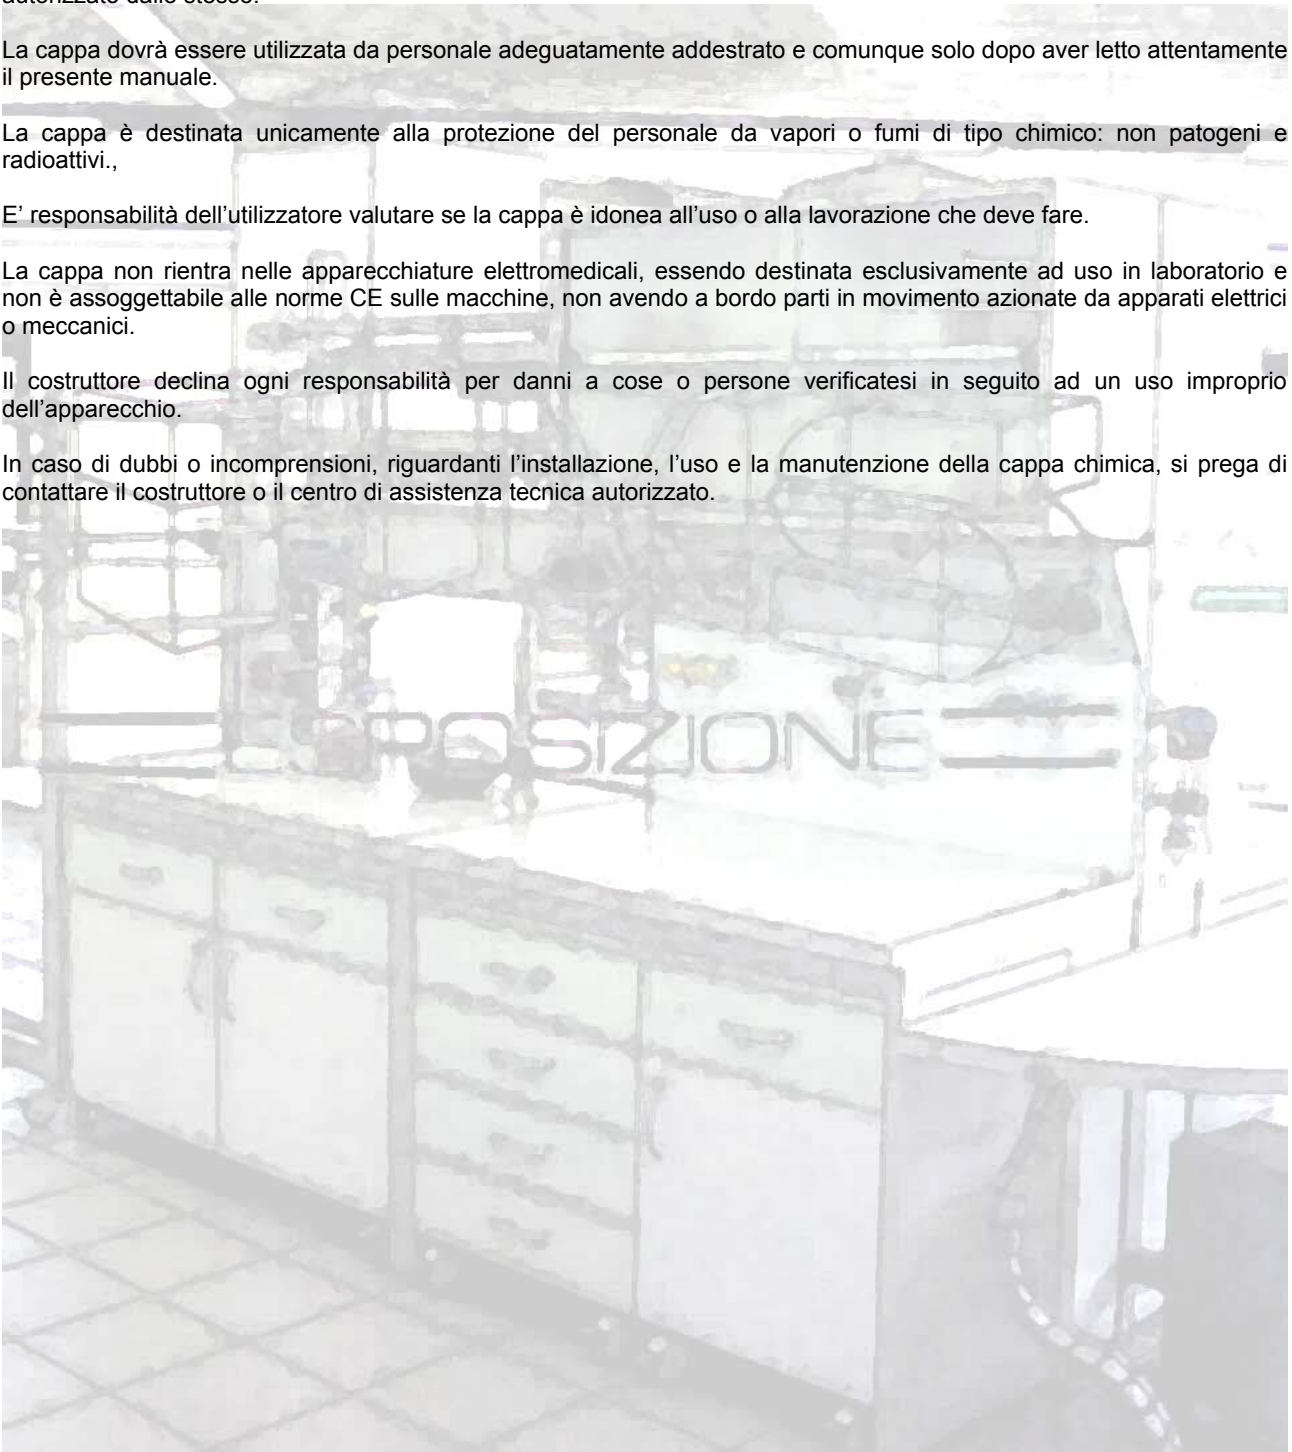 autorizzato dallo stesso.
La cappa dovrà essere utilizzata da personale adeguatamente addestrato e comunque solo dopo aver letto attentamente
il presente manuale.
La cappa è destinata unicamente alla protezione del personale da vapori o fumi di tipo chimico: non patogeni e
radioattivi.,
E’ responsabilità dell’utilizzatore valutare se la cappa è idonea all’uso o alla lavorazione che deve fare.
La cappa non rientra nelle apparecchiature elettromedicali, essendo destinata esclusivamente ad uso in laboratorio e
non è assoggettabile alle norme CE sulle macchine, non avendo a bordo parti in movimento azionate da apparati elettrici
o meccanici.
Il costruttore declina ogni responsabilità per danni a cose o persone verificatesi in seguito ad un uso improprio
dell’apparecchio.
In caso di dubbi o incomprensioni, riguardanti l’installazione, l’uso e la manutenzione della cappa chimica, si prega di
contattare il costruttore o il centro di assistenza tecnica autorizzato.
POSIZIONE